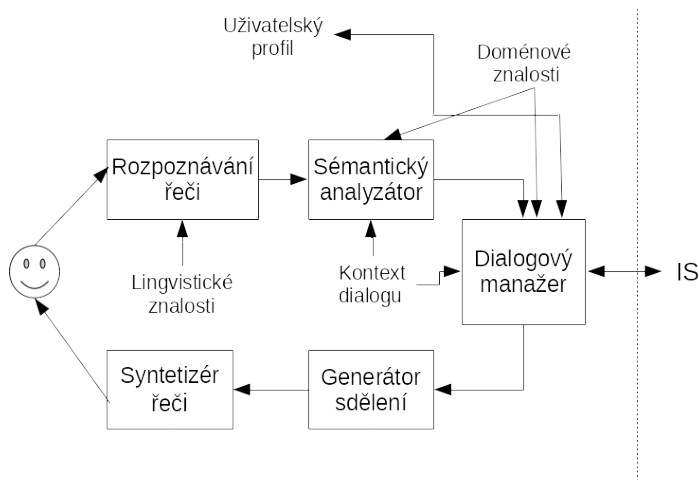 Uživatelský
profil
Doménové
znalosti
Rozpoznávání
řeči
Sémantický
analyzátor
Lingvistické
znalosti
Kontext
dialogu
Dialogový
manažer
IS
Syntetizér
řeči
Generátor
sdělení